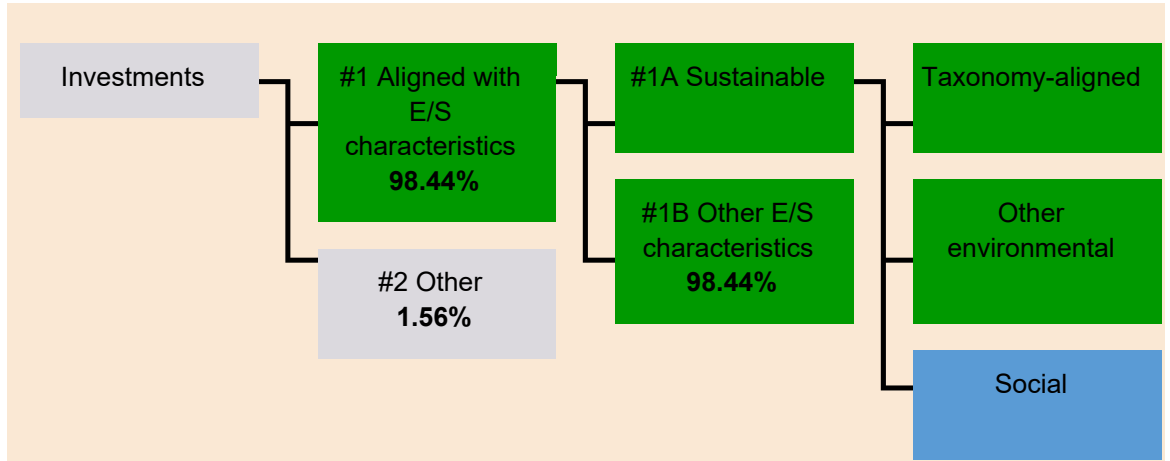 Investments
#1 Aligned with
E/S
characteristics
98.44%
#2 Other
1.56%
#1A Sustainable
#1B Other E/S
characteristics
98.44%
Taxonomy-aligned
Other
environmental
Social